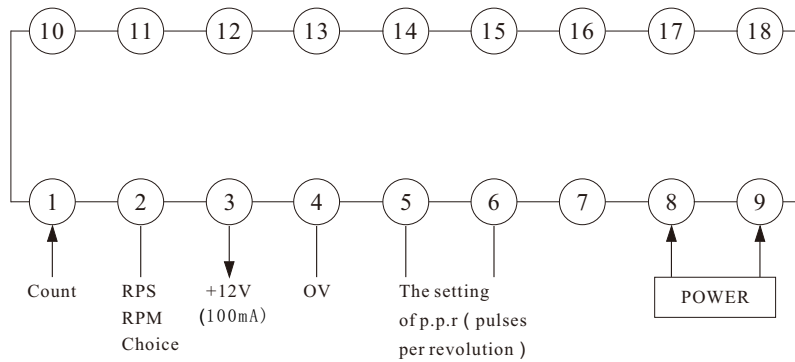 10 11 12 13 14 15 16 17 18
1 2 3 4 5 6 7 8 9
Count
RPS
RPM
Choice
+12V
(100mA)
OV
The setting
of p.p.r ( pulses
per revolution )
POWER